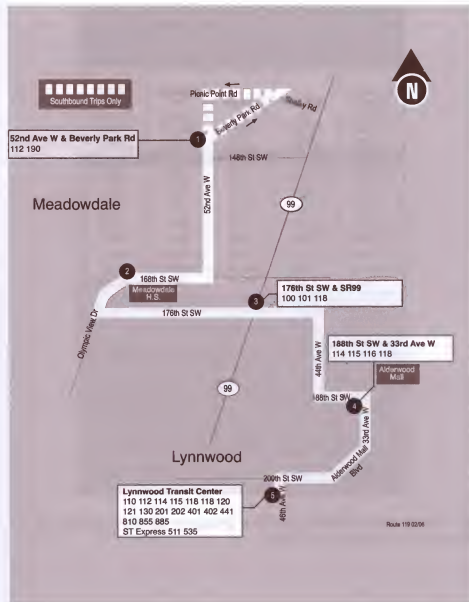 N
Southbound Trips Only
Picnic Point Rd
Rd
Beverly Park Rd
1
52nd Ave W & Beverly Park Rd
112 190
148th St SW
52nd Ave W
Meadowdale
99
2
168th St SW
Meadowdale
H.S.
3
176th St SW & SR99
100 101 118
176th St SW
Olympic View Dr
188th St SW & 33rd Ave W
114 115 116 118
44th Ave W
Alderwood
Mall
188th St SW
4
99
33rd Ave W
Lynnwood
Alderwood Mall
Blvd
200th St SW
46th Ave W
5
Lynnwood Transit Center
110 112 114 115 118 118 120
121 130 201 202 401 402 441
810 855 885
ST Express 511 535
Route 119 02/06